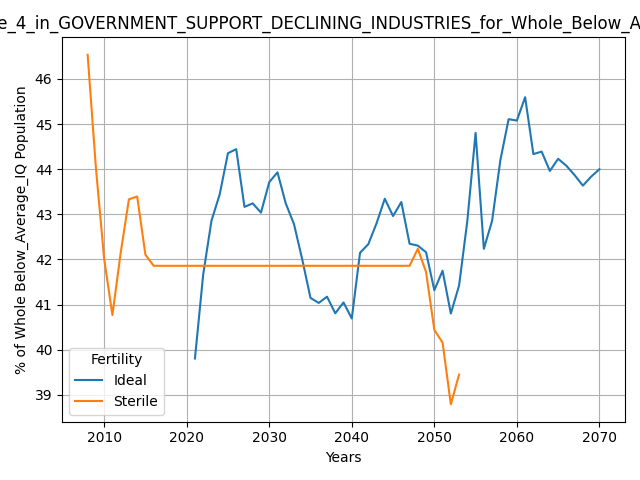 e_4_in_GOVERNMENT_SUPPORT_DECLINING_INDUSTRIES_for_Whole_Below_A
% of Whole Below_Average_IQ Population
46
45
44
43
42
41
40
39
Fertility
Ideal
Sterile
2010 2020 2030 2040 2050 2060 2070
Years